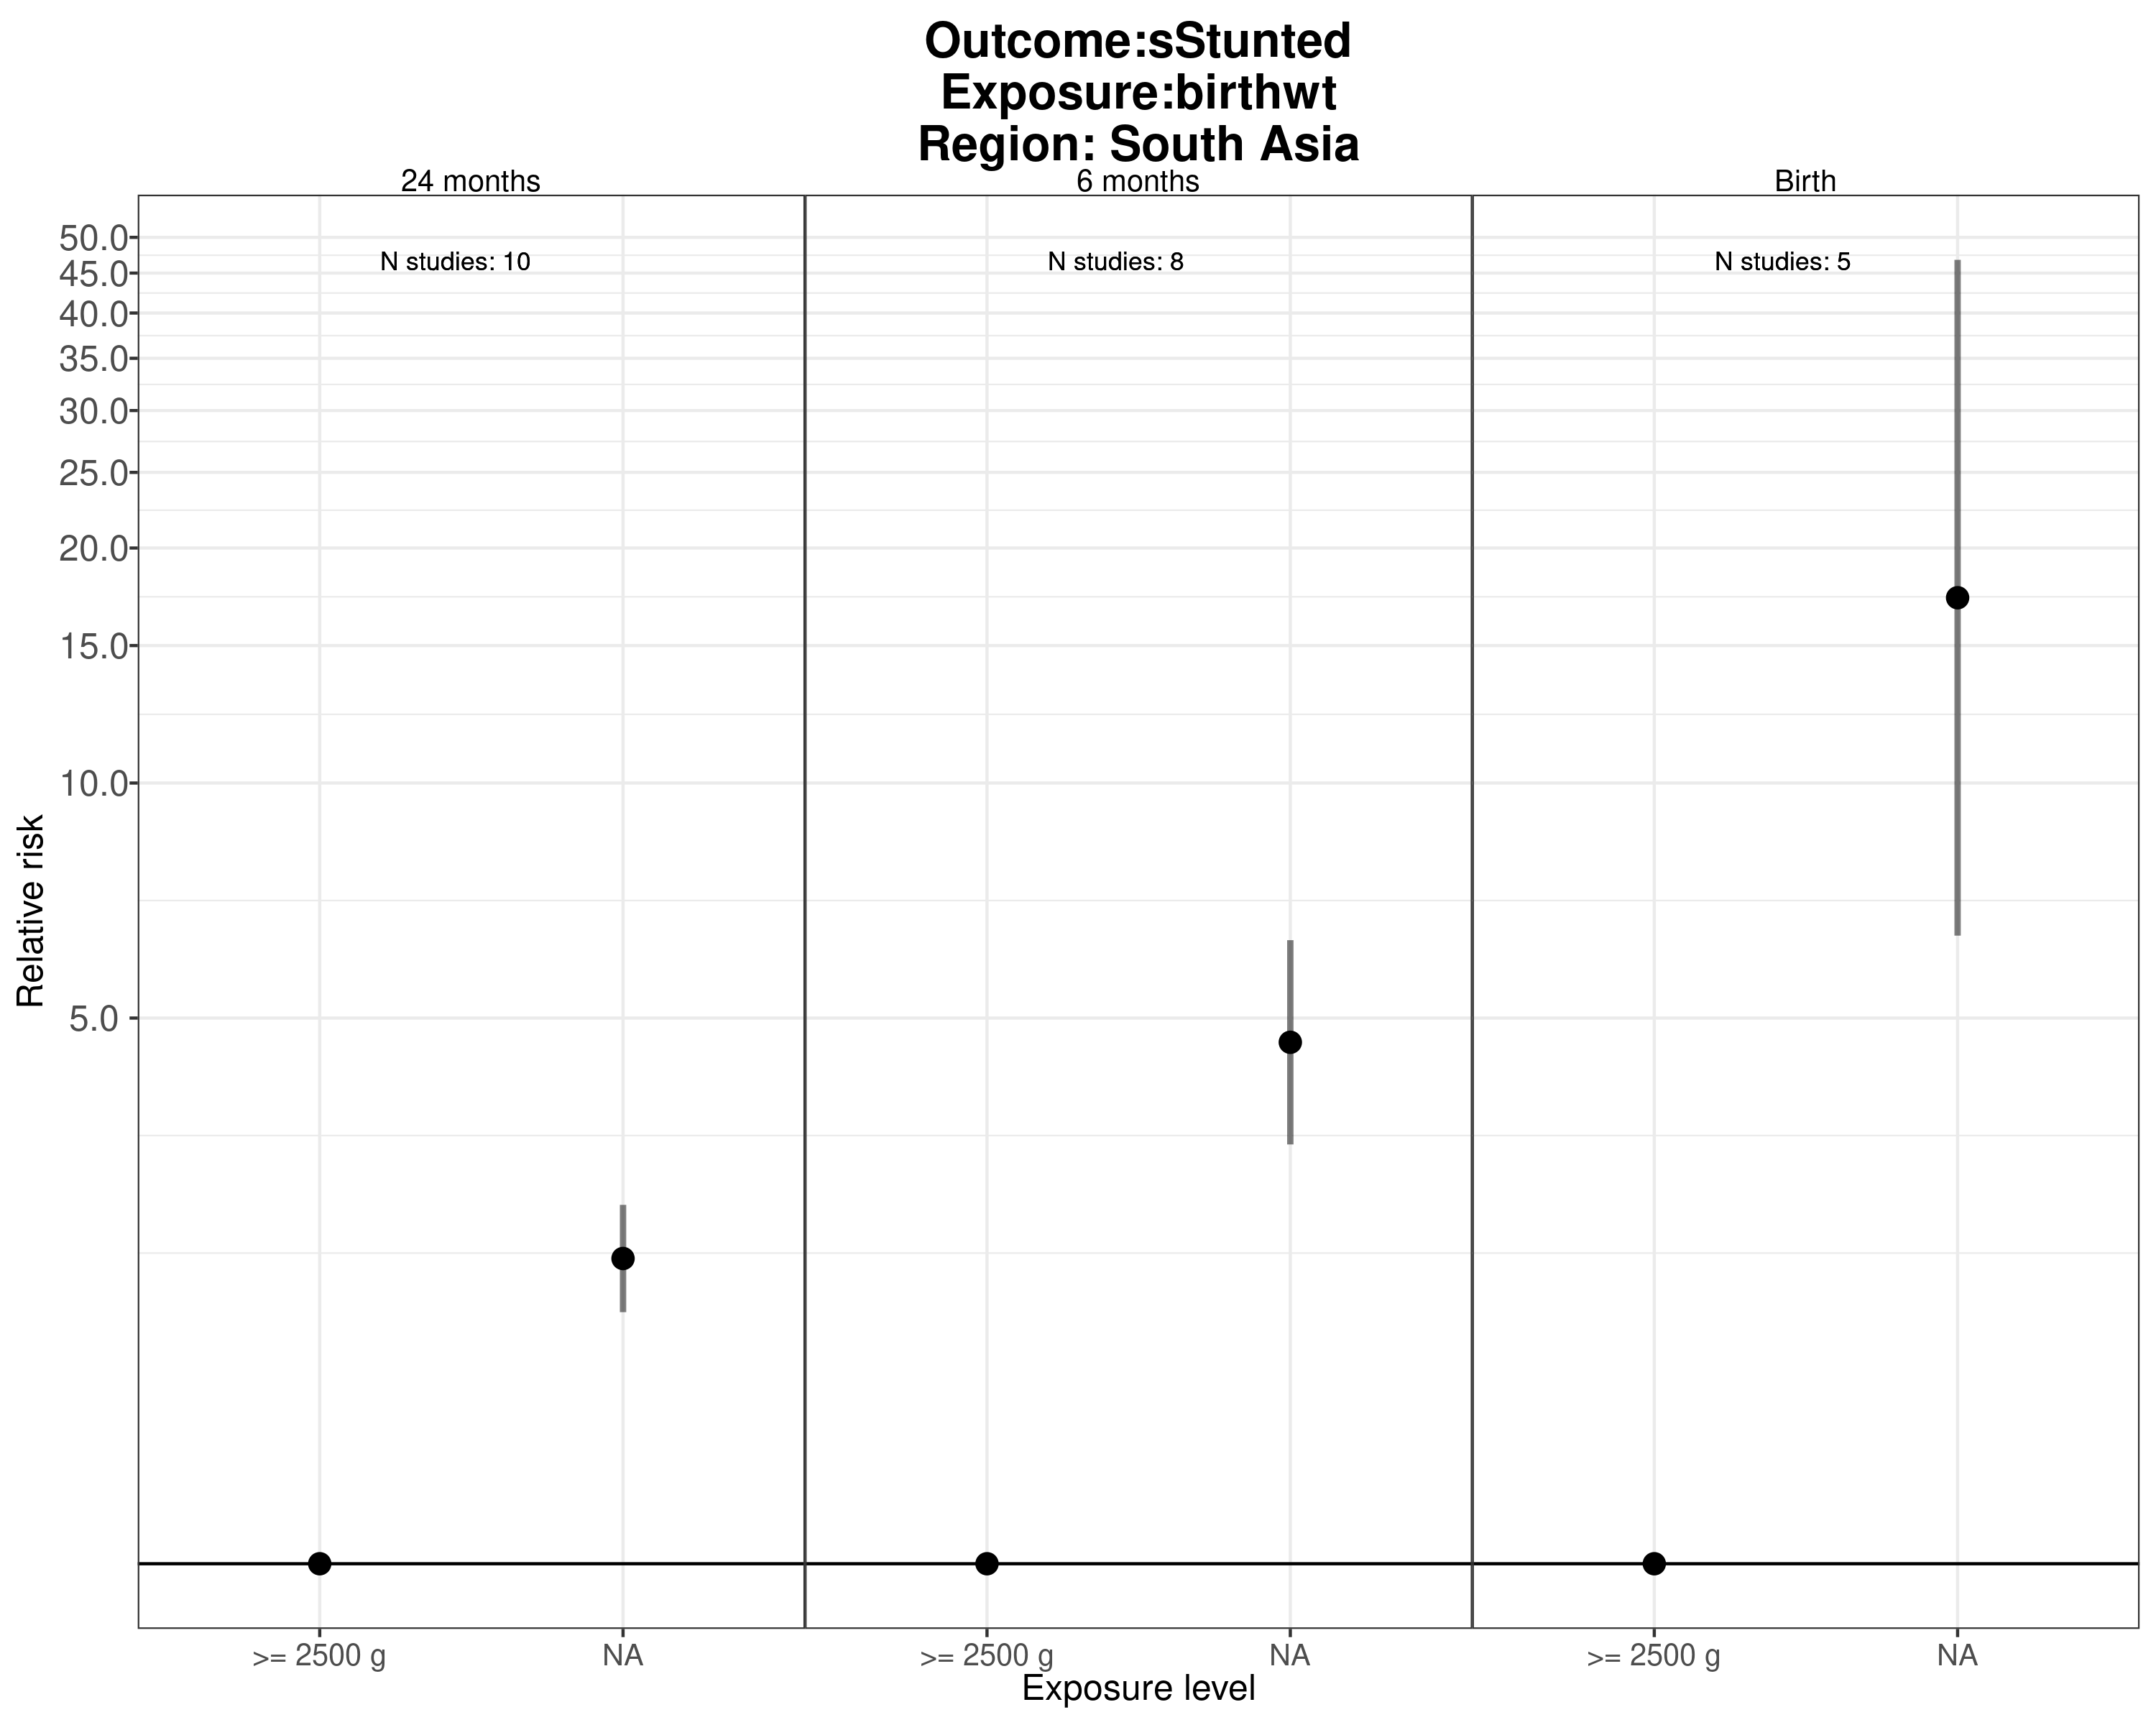 Outcome:sStunted
Exposure:birthwt
Region: South Asia
24 months
6 months
Birth
N studies: 10
N studies: 8
N studies: 5
50.0
45.0
40.0
35.0
30.0
25.0
20.0
15.0
10.0
5.0
Relative risk
>= 2500 g
NA
>= 2500 g
NA
>= 2500 g
NA
Exposure level